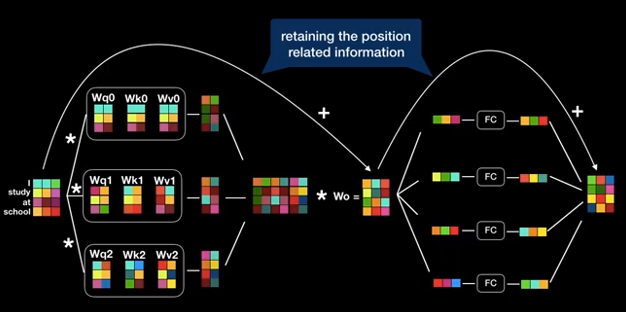 retaining the position
related information
Wq0 Wk0 Wv0
*
+
+
FC
I
study
at
school
*
Wq1 Wk1 Wv1
* Wo =
FC
FC
*
Wq2 Wk2 Wv2
FC